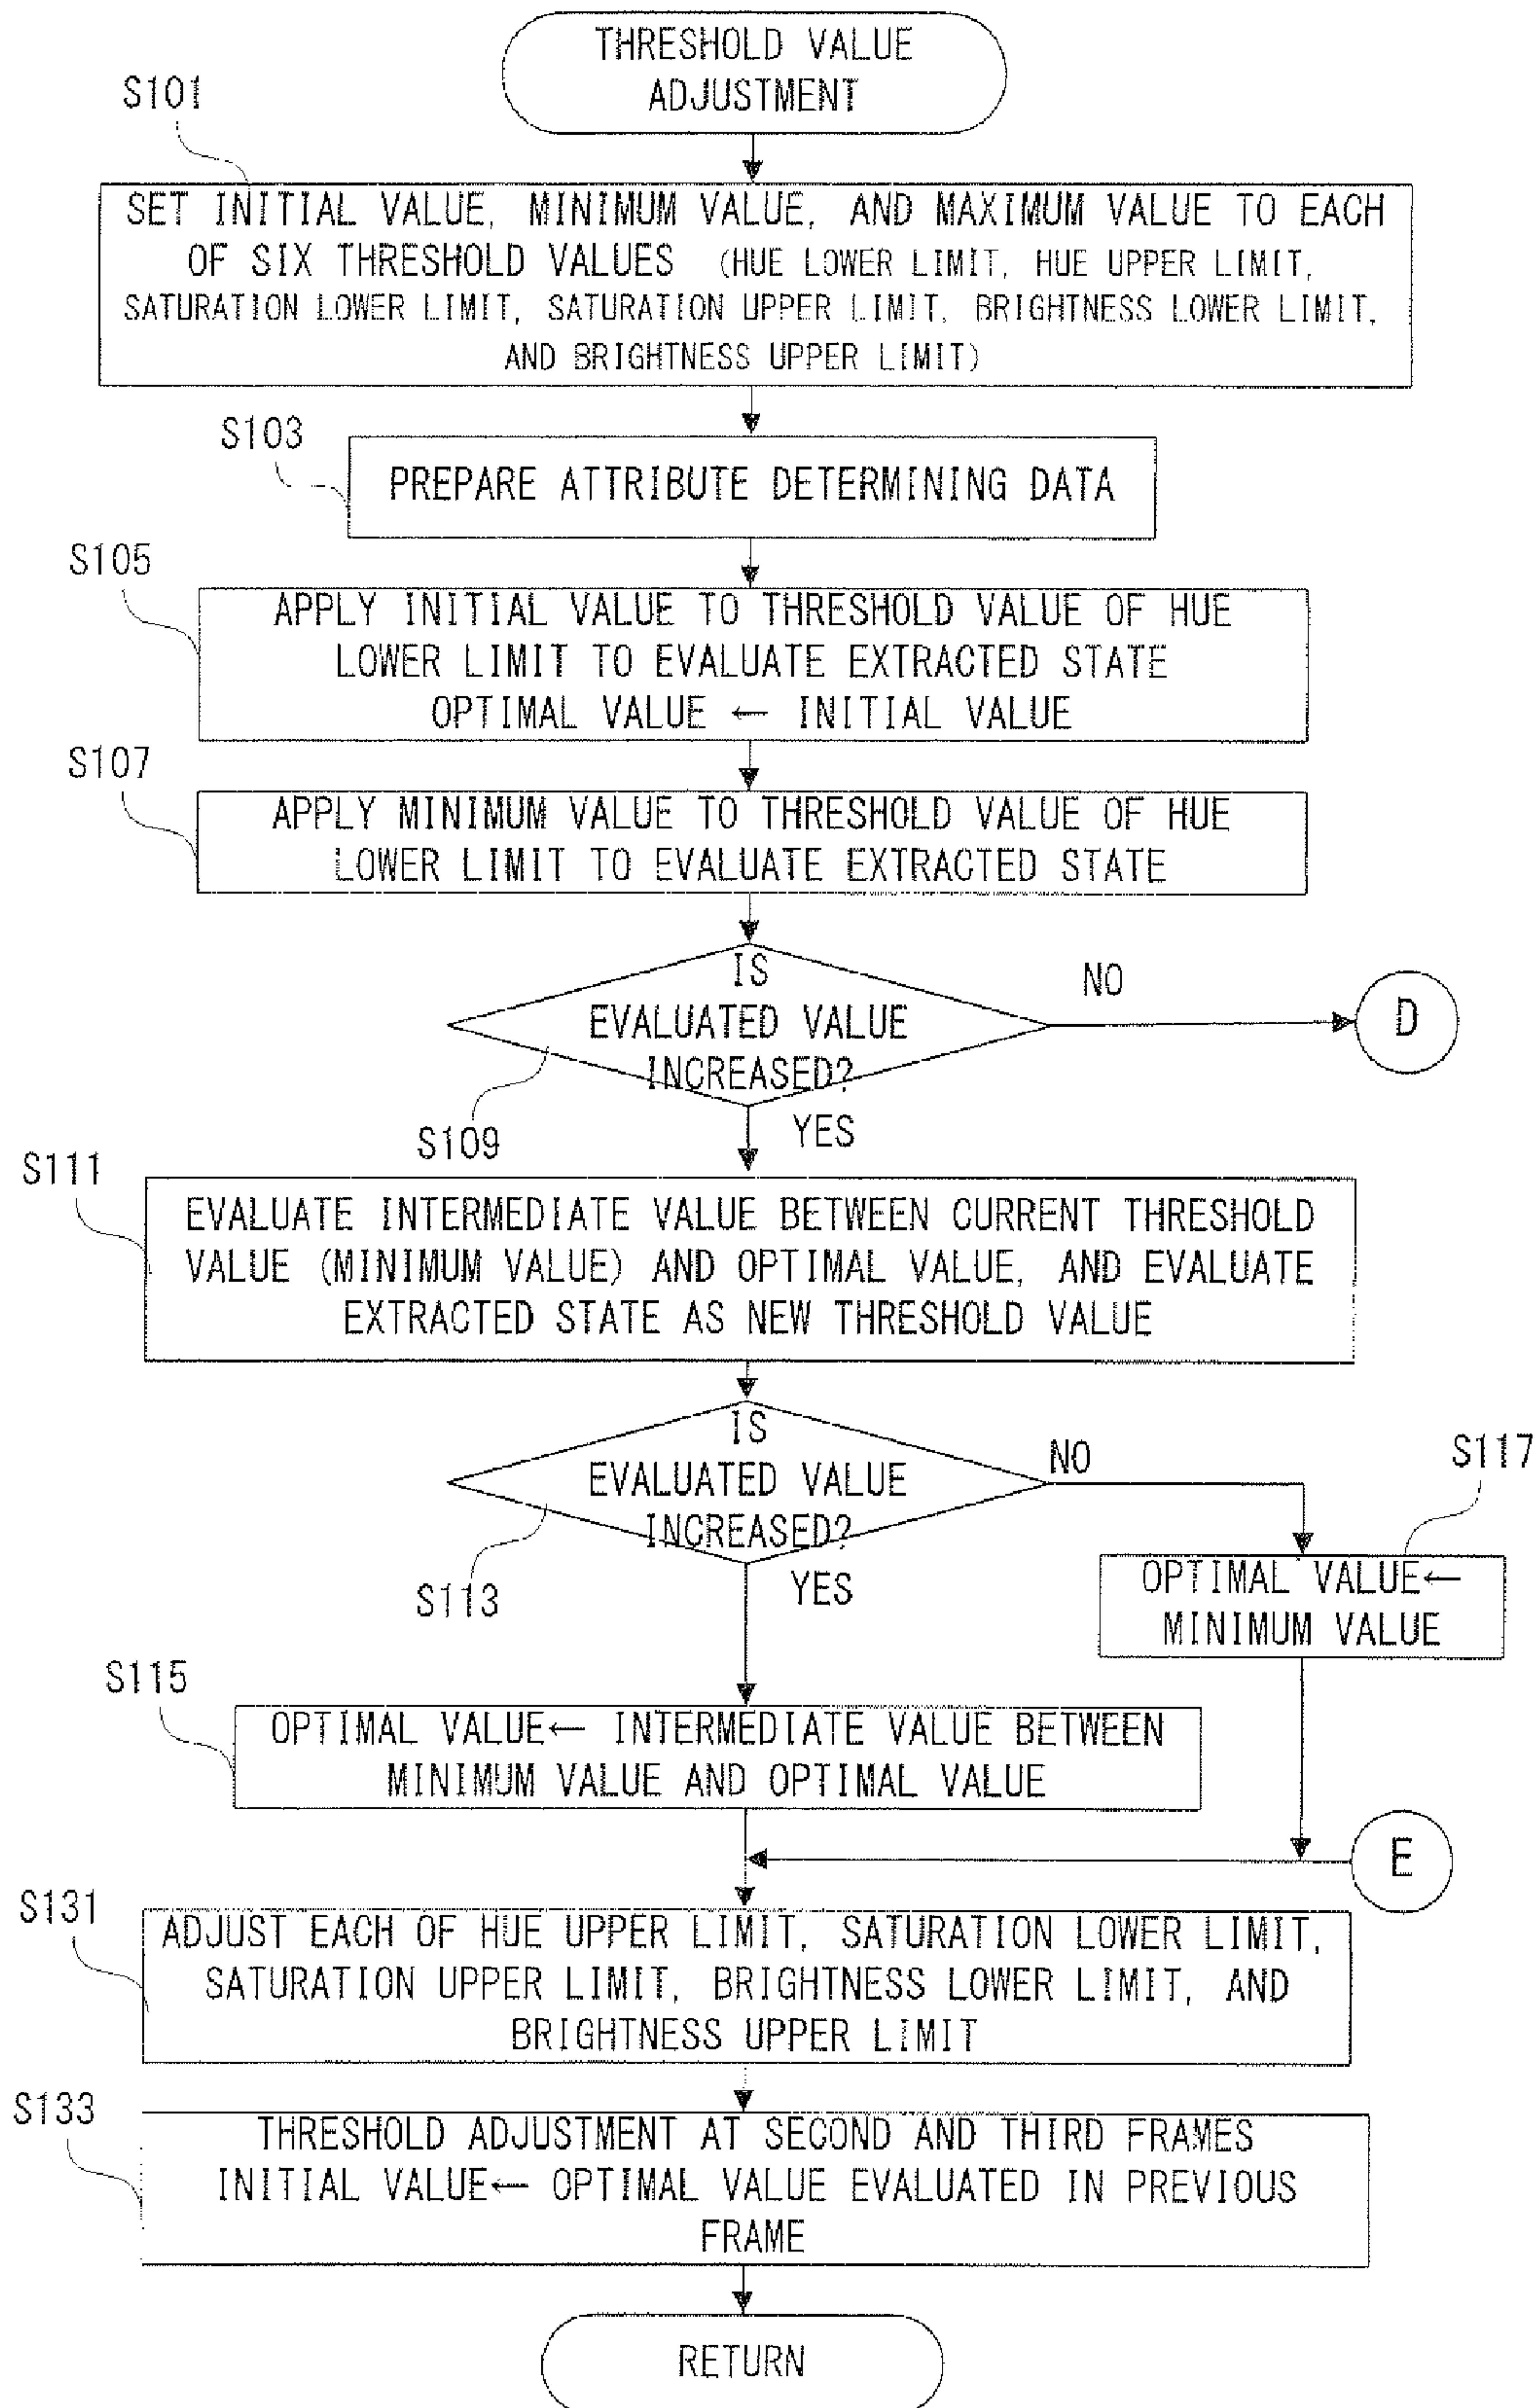 THRESHOLD VALUE
ADJUSTMENT
S101
SET INITIAL VALUE, MINIMUM VALUE, AND MAXIMUM VALUE TO EACH
OF SIX THRESHOLD VALUES (HUE LOWER LIMIT, HUE UPPER LIMIT,
SATURATION LOWER LIMIT, SATURATION UPPER LIMIT, BRIGHTNESS LOWER LIMIT,
AND BRIGHTNESS UPPER LIMIT)
S103
PREPARE ATTRIBUTE DETERMINING DATA
S105
APPLY INITIAL VALUE TO THRESHOLD VALUE OF HUE
LOWER LIMIT TO EVALUATE EXTRACTED STATE
OPTIMAL VALUE ← INITIAL VALUE
S107
APPLY MINIMUM VALUE TO THRESHOLD VALUE OF HUE
LOWER LIMIT TO EVALUATE EXTRACTED STATE
IS
EVALUATED VALUE
INCREASED?
NO
D
S109
YES
S111
EVALUATE INTERMEDIATE VALUE BETWEEN CURRENT THRESHOLD
VALUE (MINIMUM VALUE) AND OPTIMAL VALUE, AND EVALUATE
EXTRACTED STATE AS NEW THRESHOLD VALUE
IS
EVALUATED VALUE
INCREASED?
NO
S117
S113
YES
OPTIMAL VALUE←
MINIMUM VALUE
S115
OPTIMAL VALUE← INTERMEDIATE VALUE BETWEEN
MINIMUM VALUE AND OPTIMAL VALUE
E
S131
ADJUST EACH OF HUE UPPER LIMIT, SATURATION LOWER LIMIT,
SATURATION UPPER LIMIT, BRIGHTNESS LOWER LIMIT, AND
BRIGHTNESS UPPER LIMIT
S133
THRESHOLD ADJUSTMENT AT SECOND AND THIRD FRAMES
INITIAL VALUE← OPTIMAL VALUE EVALUATED IN PREVIOUS
FRAME
RETURN